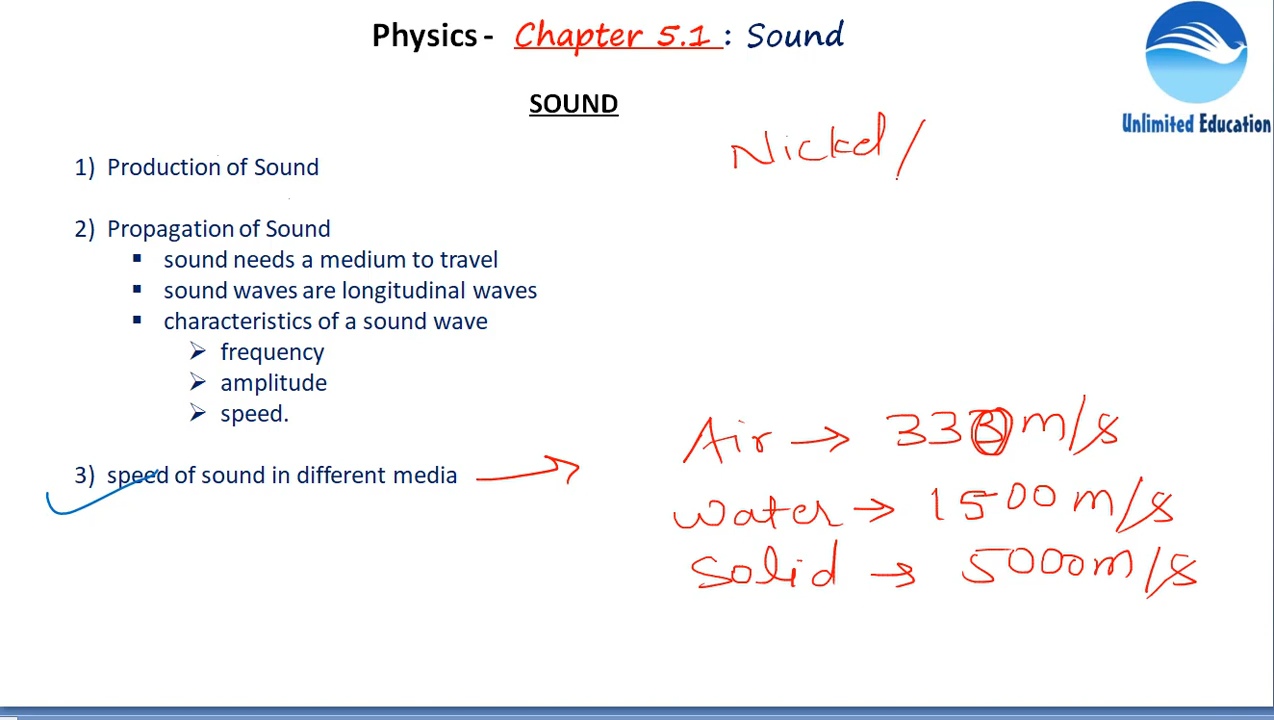 Physics - Chapter 5.1 : Sound
Unlimited Education
SOUND
Nickel /
1) Production of Sound
2) Propagation of Sound
▪ sound needs a medium to travel
▪ sound waves are longitudinal waves
▪ characteristics of a sound wave
➢ frequency
➢ amplitude
➢ speed.
3) speed of sound in different media →
Air → 333 m/s
Water → 1500 m/s
Solid → 5000 m/s